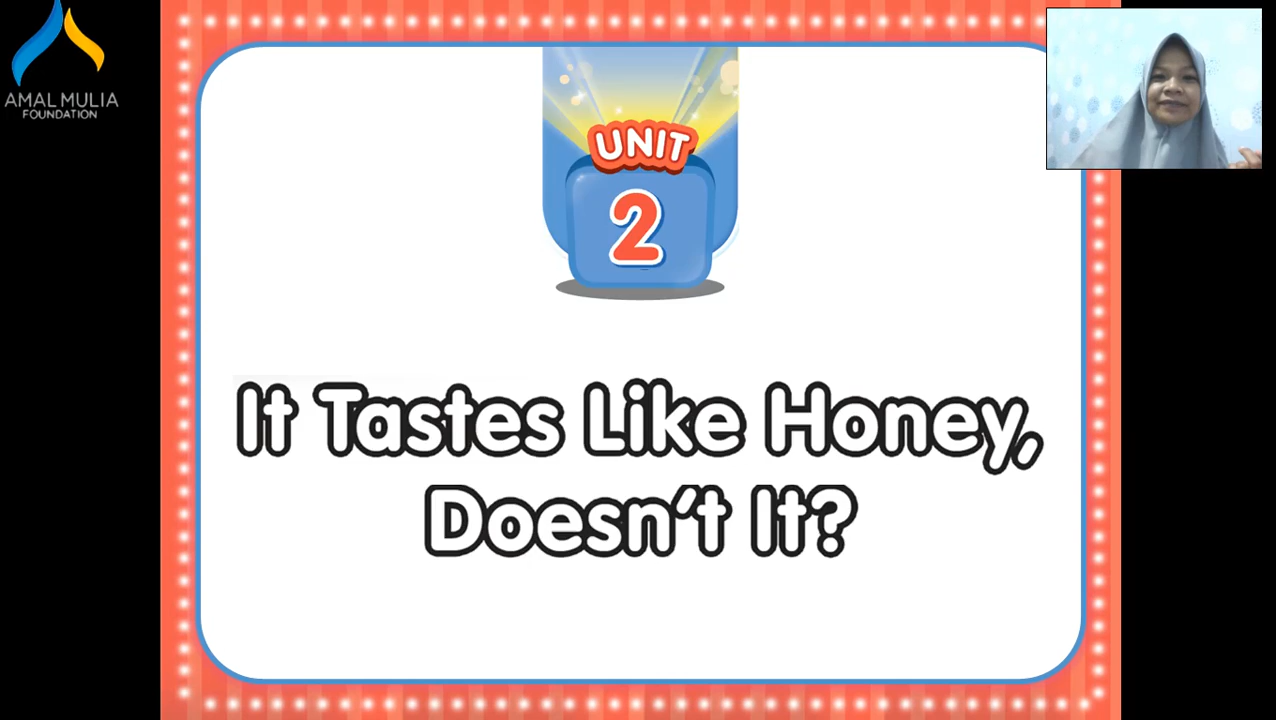 AMAL MULIA
FOUNDATION
UNIT
2
It Tastes Like Honey,
Doesn't It?